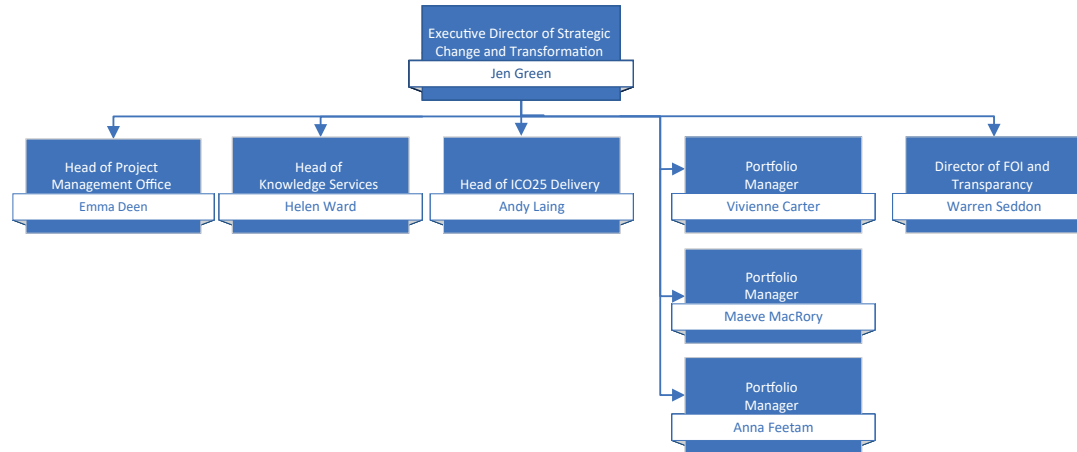 Executive Director of Strategic
Change and Transformation
Jen Green
Head of Project
Management Office
Emma Deen
Head of
Knowledge Services
Helen Ward
Head of ICO25 Delivery
Andy Laing
Portfolio
Manager
Vivienne Carter
Director of FOI and
Transparancy
Warren Seddon
Portfolio
Manager
Maeve MacRory
Portfolio
Manager
Anna Feetam